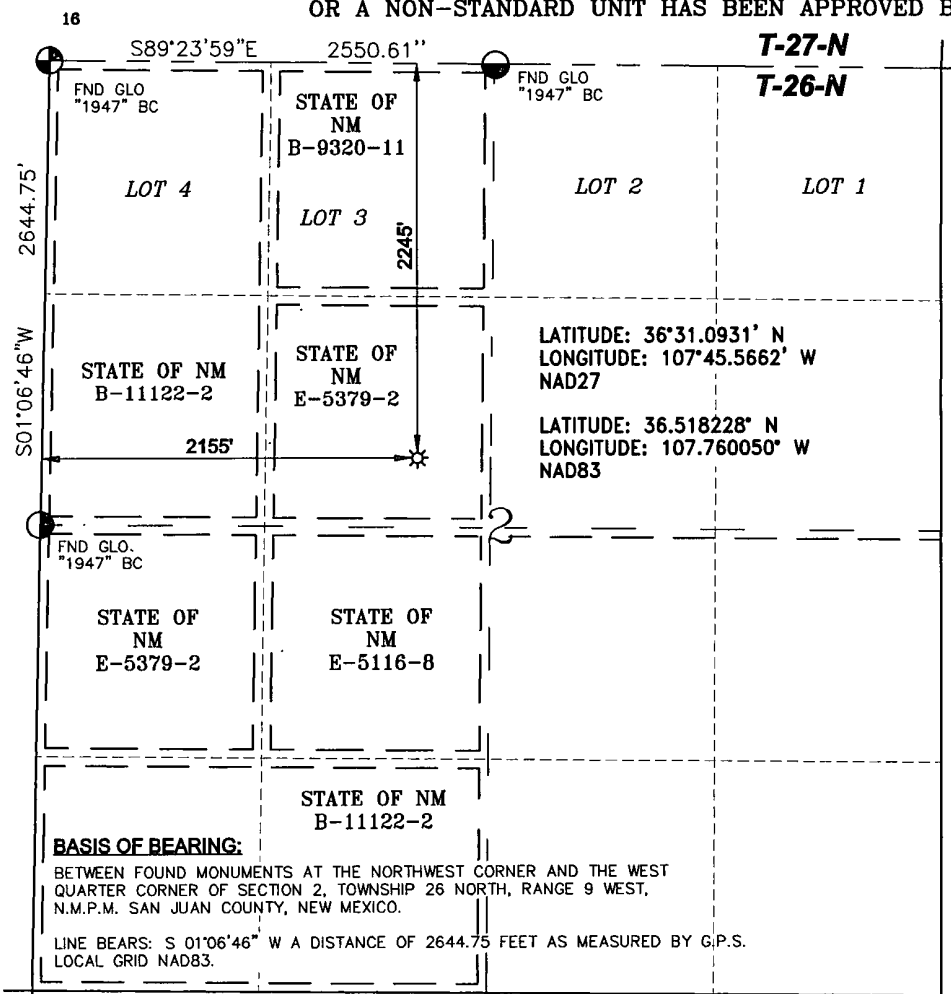 OR A NON-STANDARD UNIT HAS BEEN APPROVED B
16
S89°23'59"E 2550.61''
T-27-N
T-26-N
FND GLO
"1947" BC
FND GLO
"1947" BC
STATE OF
NM
B-9320-11
LOT 4
LOT 3
LOT 2
LOT 1
2644.75'
S01°06'46"W
2245'
STATE OF NM
B-11122-2
STATE OF
NM
E-5379-2
LATITUDE: 36°31.0931' N
LONGITUDE: 107°45.5662' W
NAD27
LATITUDE: 36.518228° N
LONGITUDE: 107.760050° W
NAD83
2155'
2
FND GLO.
"1947" BC
STATE OF
NM
E-5379-2
STATE OF
NM
E-5116-8
STATE OF NM
B-11122-2
BASIS OF BEARING:
BETWEEN FOUND MONUMENTS AT THE NORTHWEST CORNER AND THE WEST
QUARTER CORNER OF SECTION 2, TOWNSHIP 26 NORTH, RANGE 9 WEST,
N.M.P.M. SAN JUAN COUNTY, NEW MEXICO.
LINE BEARS: S 01°06'46" W A DISTANCE OF 2644.75 FEET AS MEASURED BY G.P.S.
LOCAL GRID NAD83.